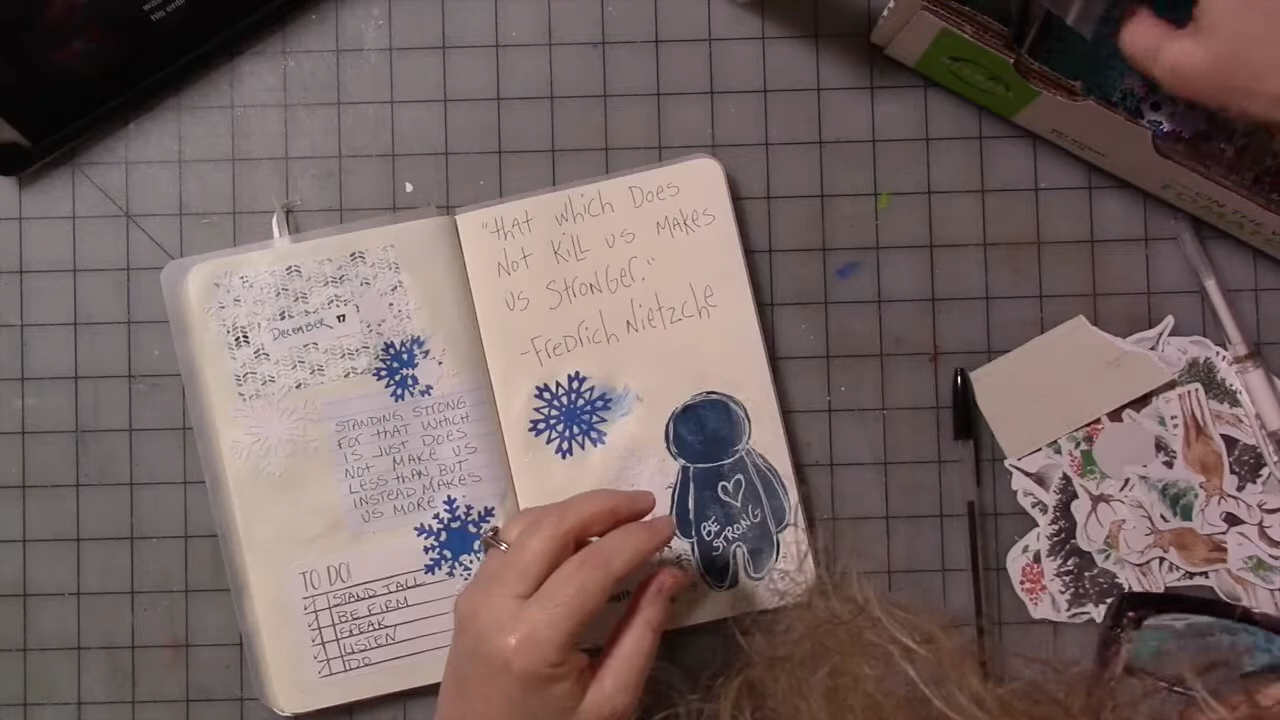 December 17
STANDING STRONG
FOR that WHICH
IS JUST DOES
NOT MAKE US
LESS than BUT
INSTEAD MAKES
US MORE
TO DO!
STAND TALL
BE FIRM
SPEAK
LISTEN
DO
"that which Does
Not KiLL us MAKES
us StronGer."
-FreDrich Nietzche
BE
STRONG
his enti